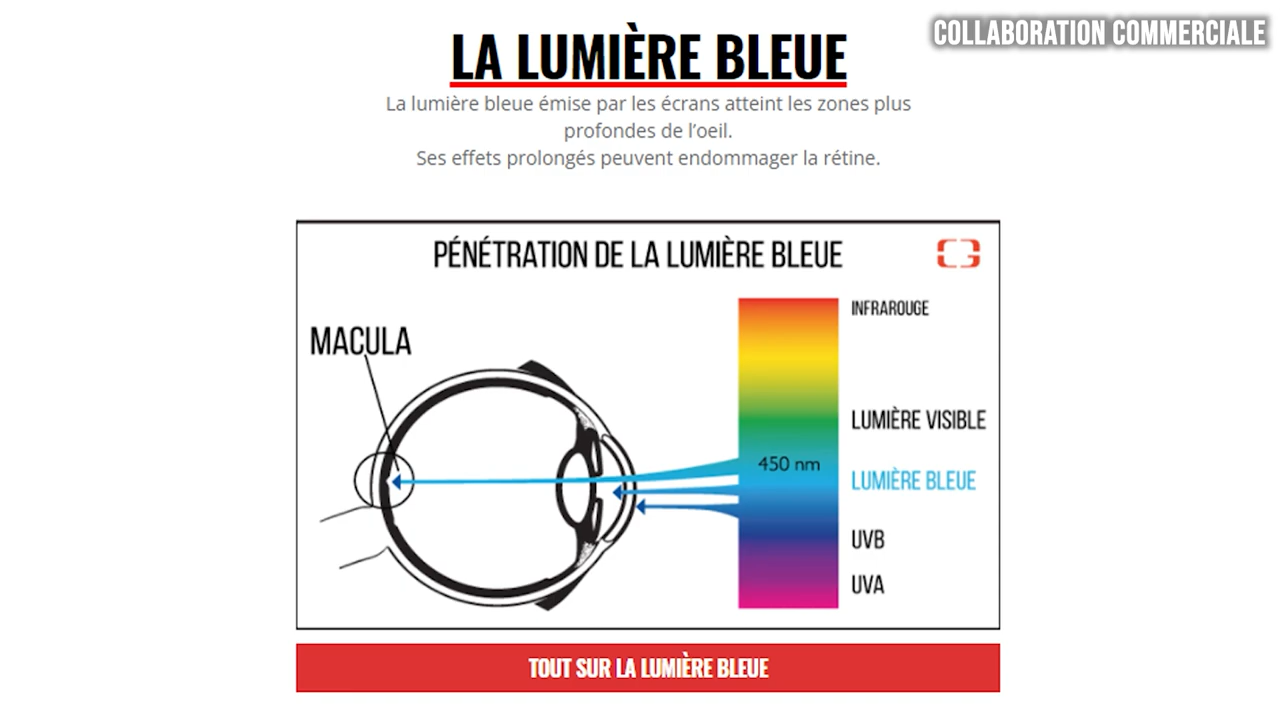 COLLABORATION COMMERCIALE
LA LUMIÈRE BLEUE
La lumière bleue émise par les écrans atteint les zones plus
profondes de l'oeil.
Ses effets prolongés peuvent endommager la rétine.
PÉNÉTRATION DE LA LUMIÈRE BLEUE
INFRAROUGE
MACULA
LUMIÈRE VISIBLE
450 nm
LUMIÈRE BLEUE
UVB
UVA
TOUT SUR LA LUMIÈRE BLEUE